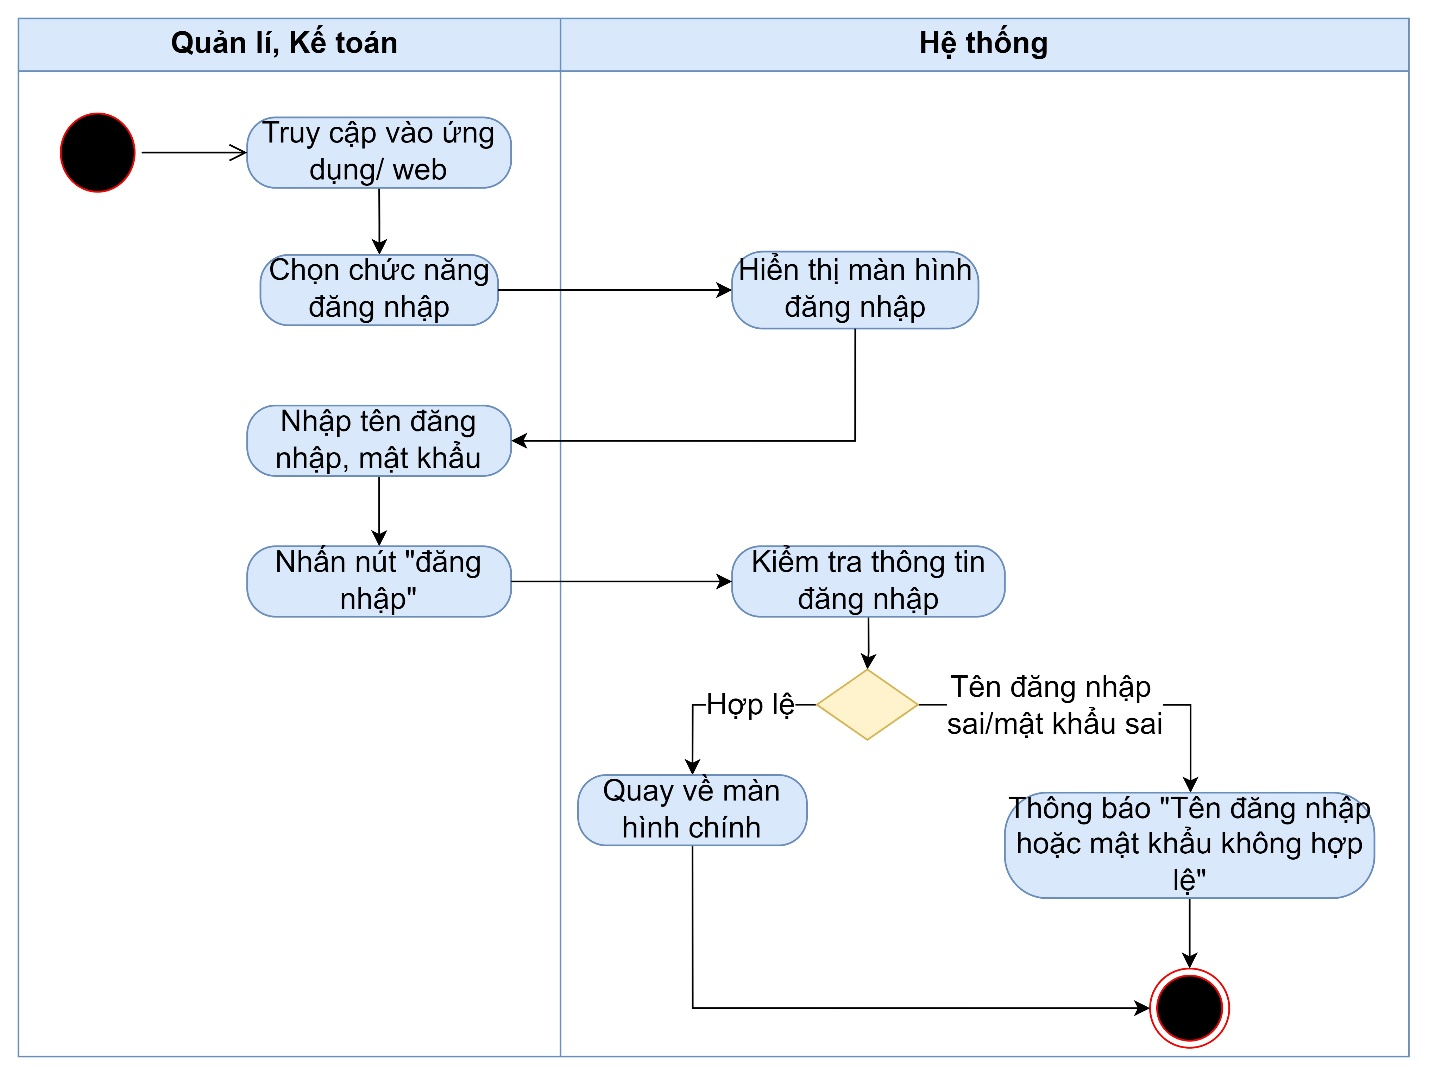 Quản lí, Kế toán
Hệ thống
Truy cập vào ứng
dụng/ web
Chọn chức năng
đăng nhập
Hiển thị màn hình
đăng nhập
Nhập tên đăng
nhập, mật khẩu
Nhấn nút "đăng
nhập"
Kiểm tra thông tin
đăng nhập
Hợp lệ
Tên đăng nhập
sai/mật khẩu sai
Quay về màn
hình chính
Thông báo "Tên đăng nhập
hoặc mật khẩu không hợp
lệ"